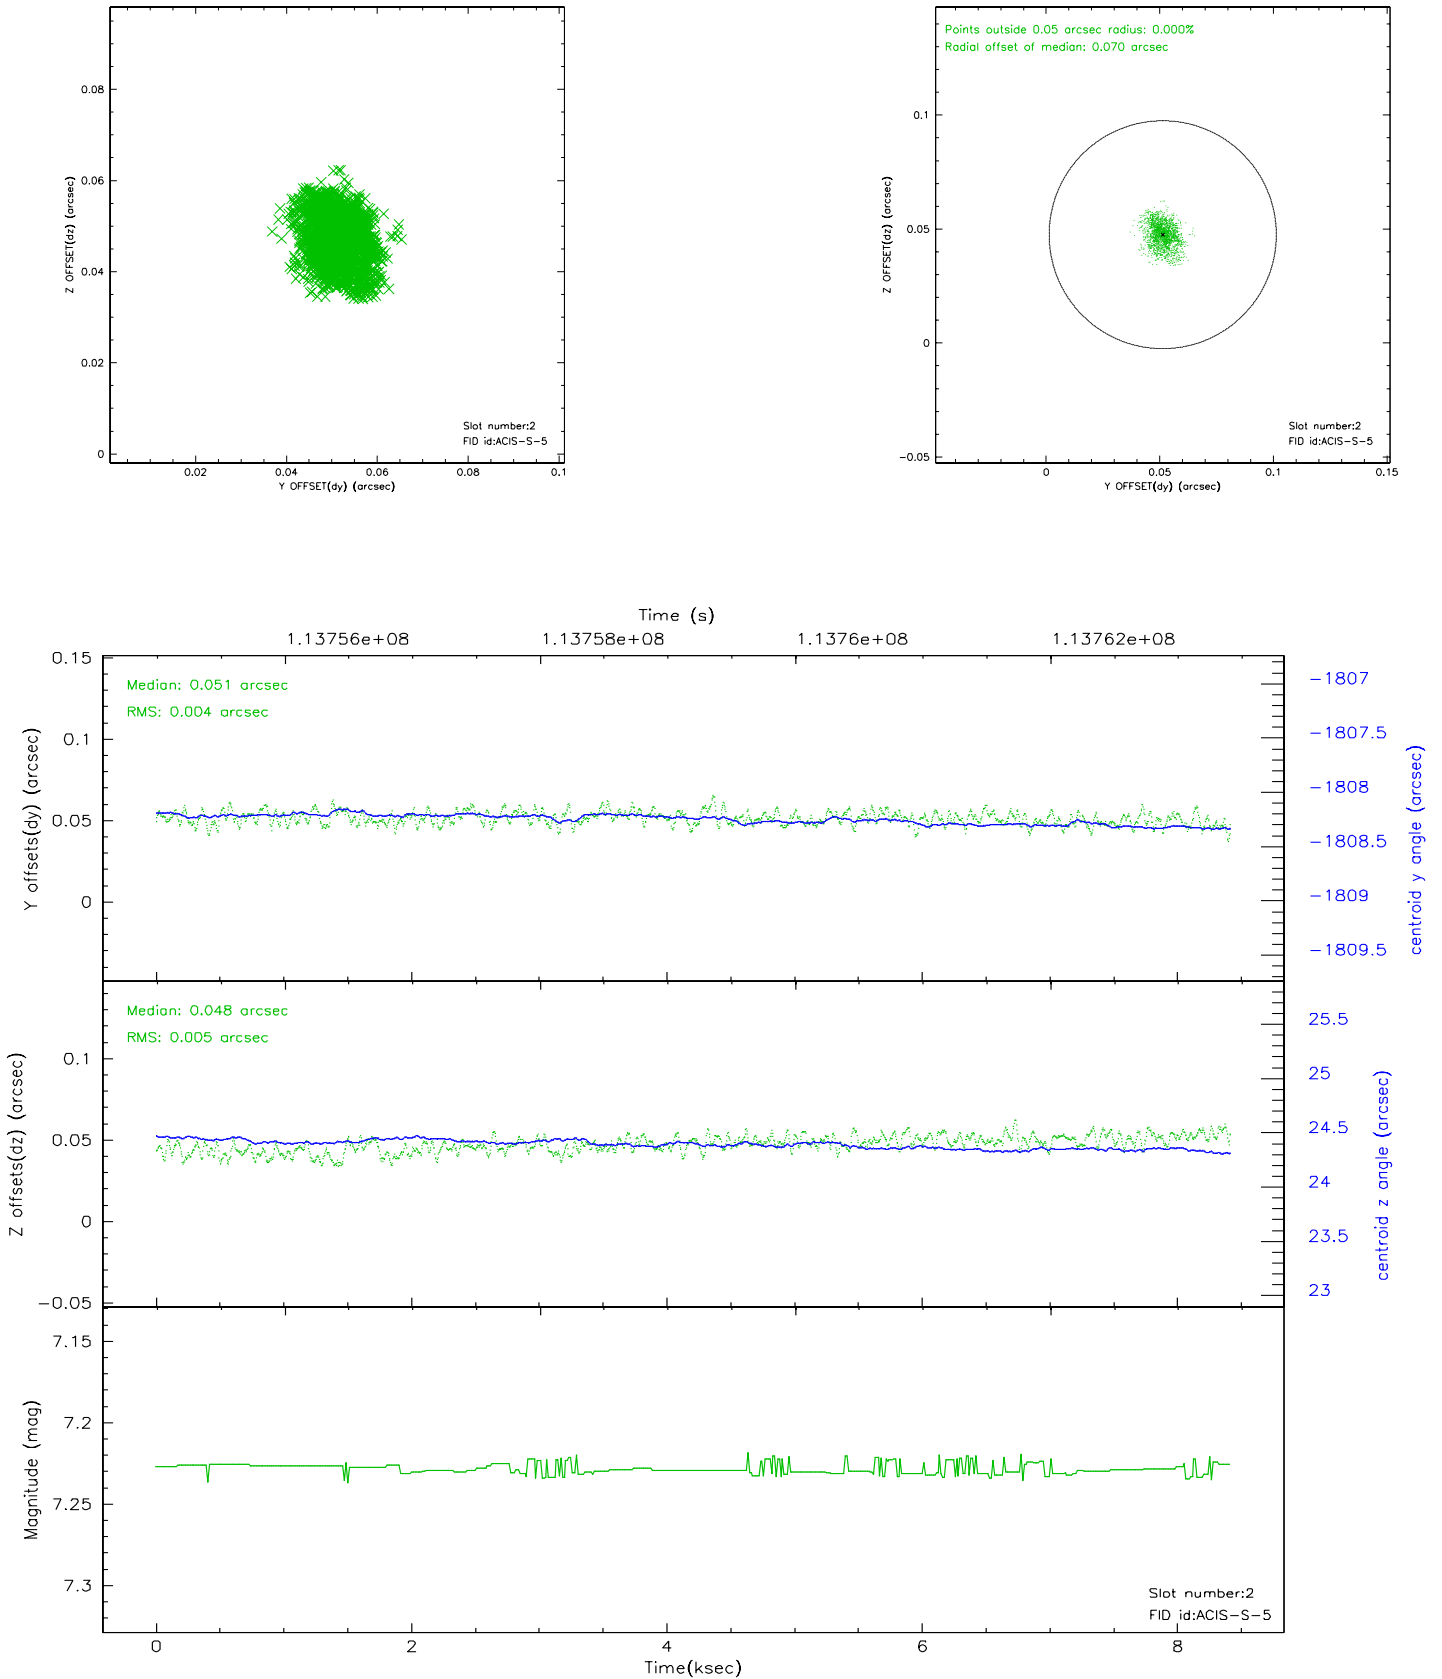 0.08
0.06
0.04
0.02
0
Z OFFSET(dz) (arcsec)
Slot number:2
FID id:ACIS-S-5
0.02 0.04 0.06 0.08 0.1
Y OFFSET(dy) (arcsec)
Points outside 0.05 arcsec radius: 0.000%
Radial offset of median: 0.070 arcsec
0.1
0.05
0
-0.05
Z OFFSET(dz) (arcsec)
Slot number:2
FID id:ACIS-S-5
0 0.05 0.1 0.15
Y OFFSET(dy) (arcsec)
Time (s)
1.13756e+08 1.13758e+08 1.1376e+08 1.13762e+08
Median: 0.051 arcsec
RMS: 0.004 arcsec
0.15
0.1
0.05
0
Y offsets(dy) (arcsec)
-1807
-1807.5
-1808
-1808.5
-1809
-1809.5
centroid y angle (arcsec)
Median: 0.048 arcsec
RMS: 0.005 arcsec
0.1
0.05
0
-0.05
Z offsets(dz) (arcsec)
25.5
25
24.5
24
23.5
23
centroid z angle (arcsec)
7.15
7.2
7.25
7.3
Magnitude (mag)
Slot number:2
FID id:ACIS-S-5
0 2 4 6 8
Time(ksec)